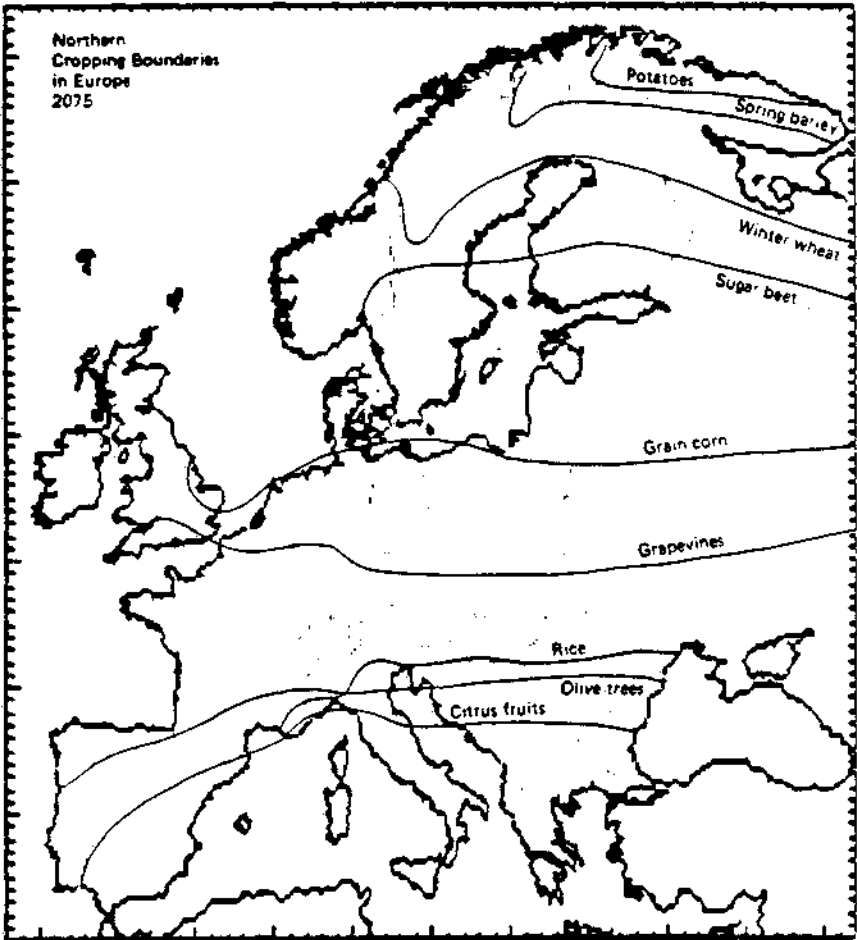 Northern
Cropping Boundaries
in Europe
2075
Potatoes
Spring barley
Winter wheat
Sugar beet
Grain corn
Grapevines
Rice
Olive trees
Citrus fruits